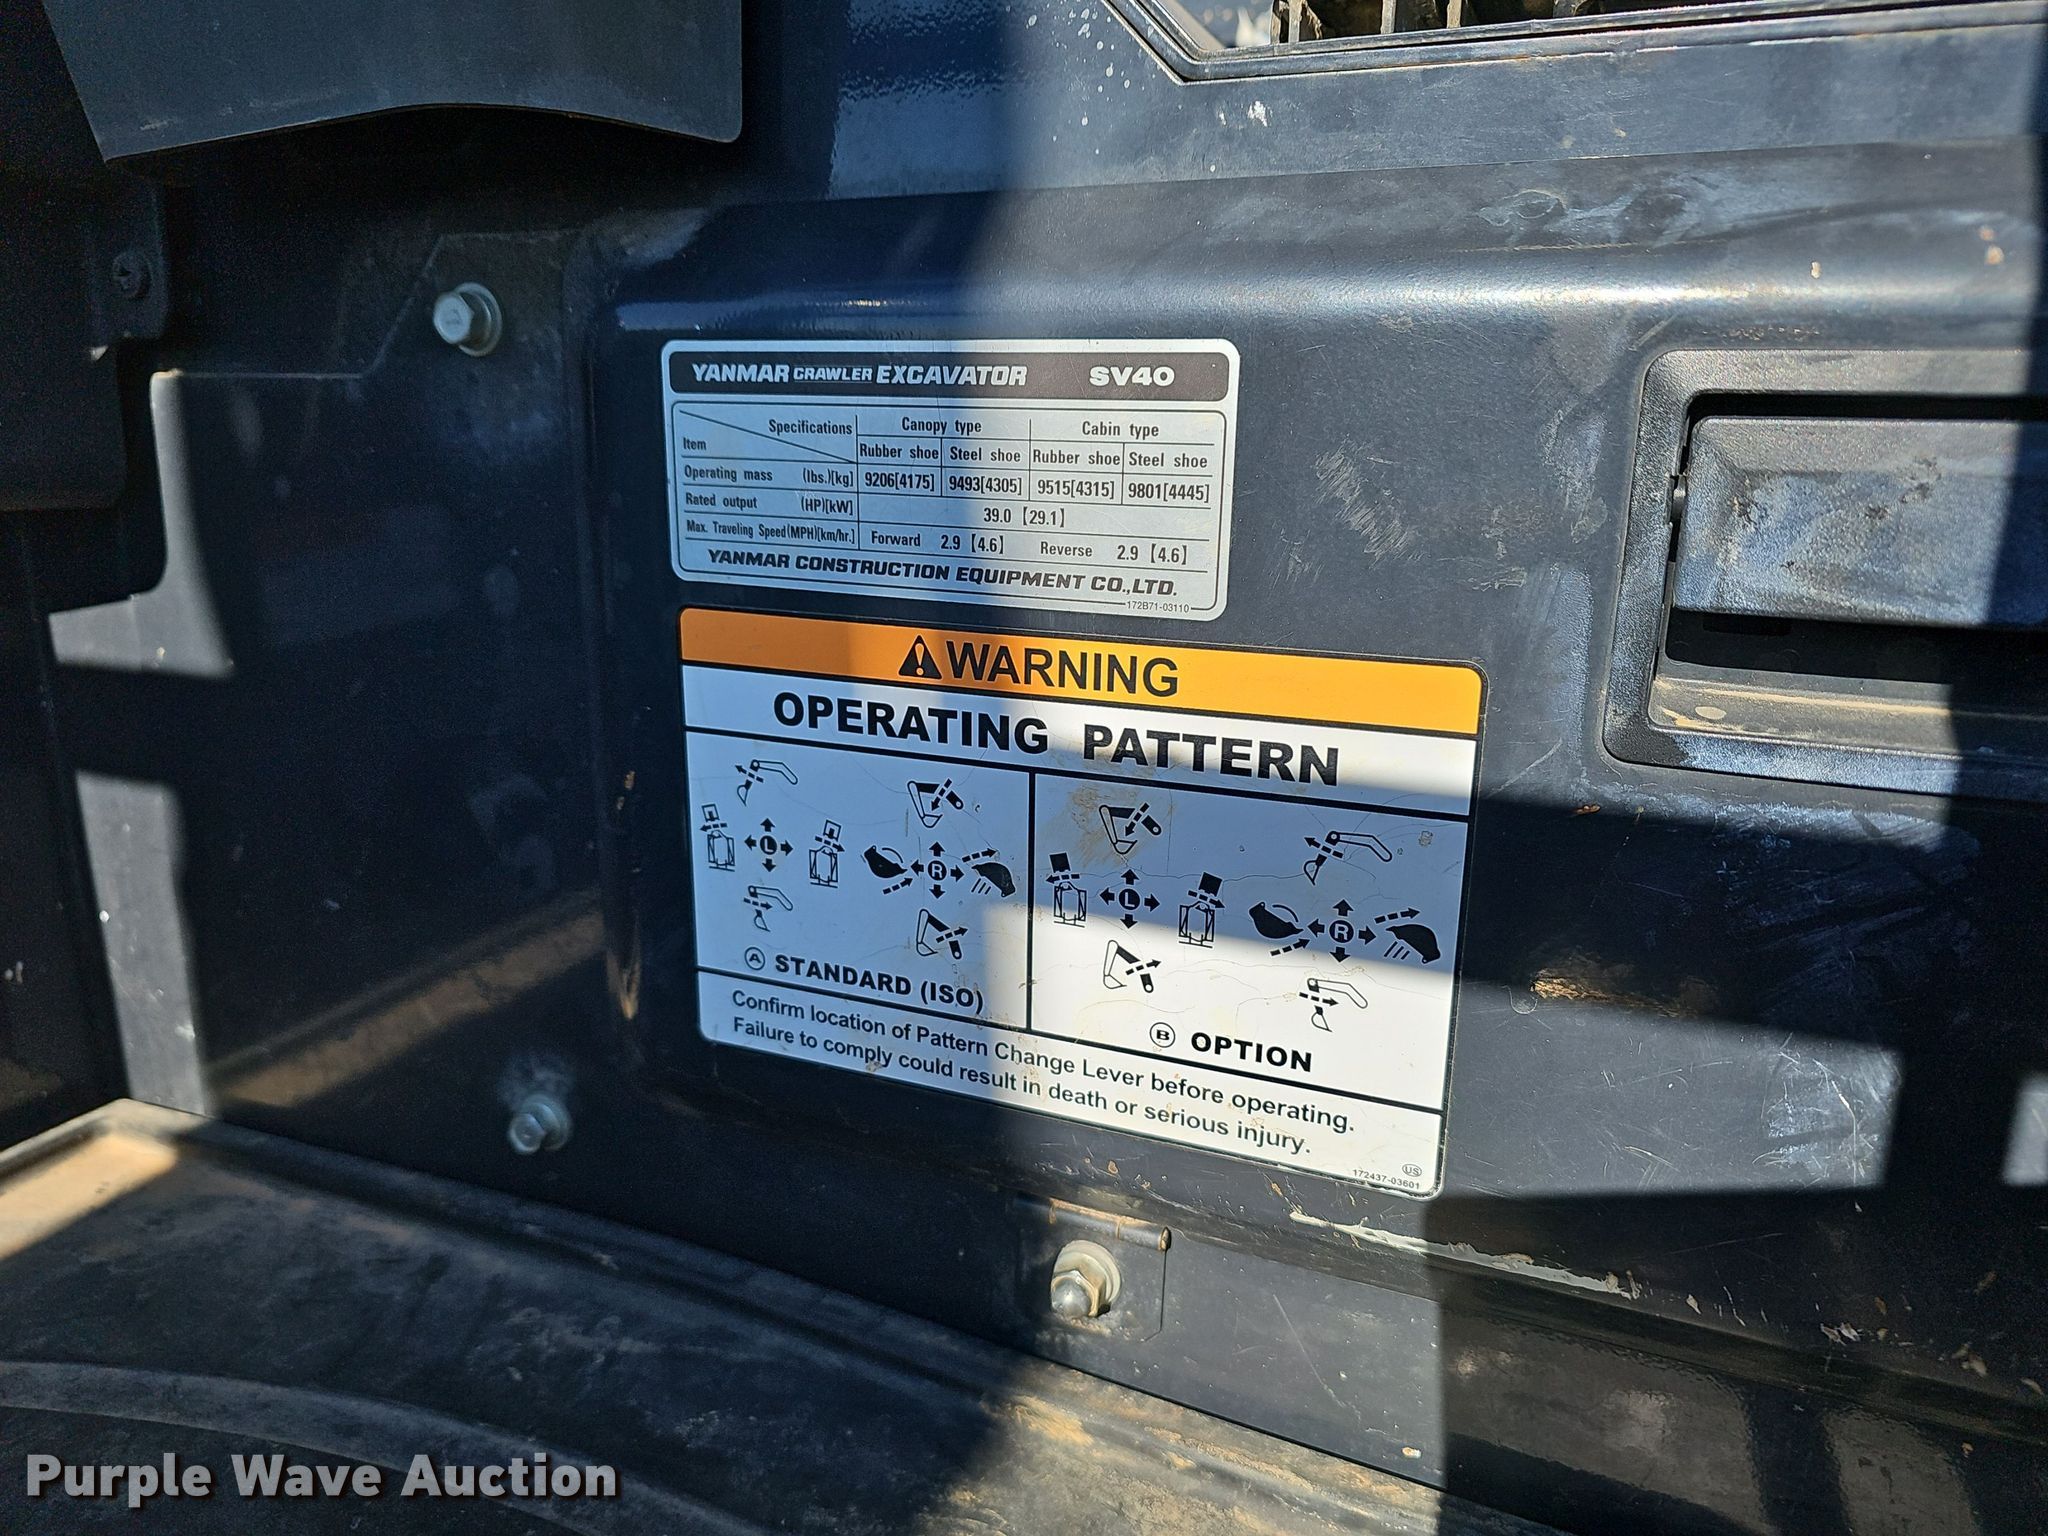 YANMAR CRAWLER EXCAVATOR SV40
Specifications Canopy type Cabin type
Item Rubber shoe Steel shoe Rubber shoe Steel shoe
Operating mass (lbs.)[kg] 9206[4175] 9493[4305] 9515[4315] 9801[4445]
Rated output (HP)[kW] 39.0 [29.1]
Max. Traveling Speed(MPH)[km/hr.] Forward 2.9 [4.6] Reverse 2.9 [4.6]
YANMAR CONSTRUCTION EQUIPMENT CO.,LTD.
172B71-03110
WARNING
OPERATING PATTERN
L R L R
A STANDARD (ISO)
B OPTION
Confirm location of Pattern Change Lever before operating.
Failure to comply could result in death or serious injury.
US
172437-03601
Purple Wave Auction